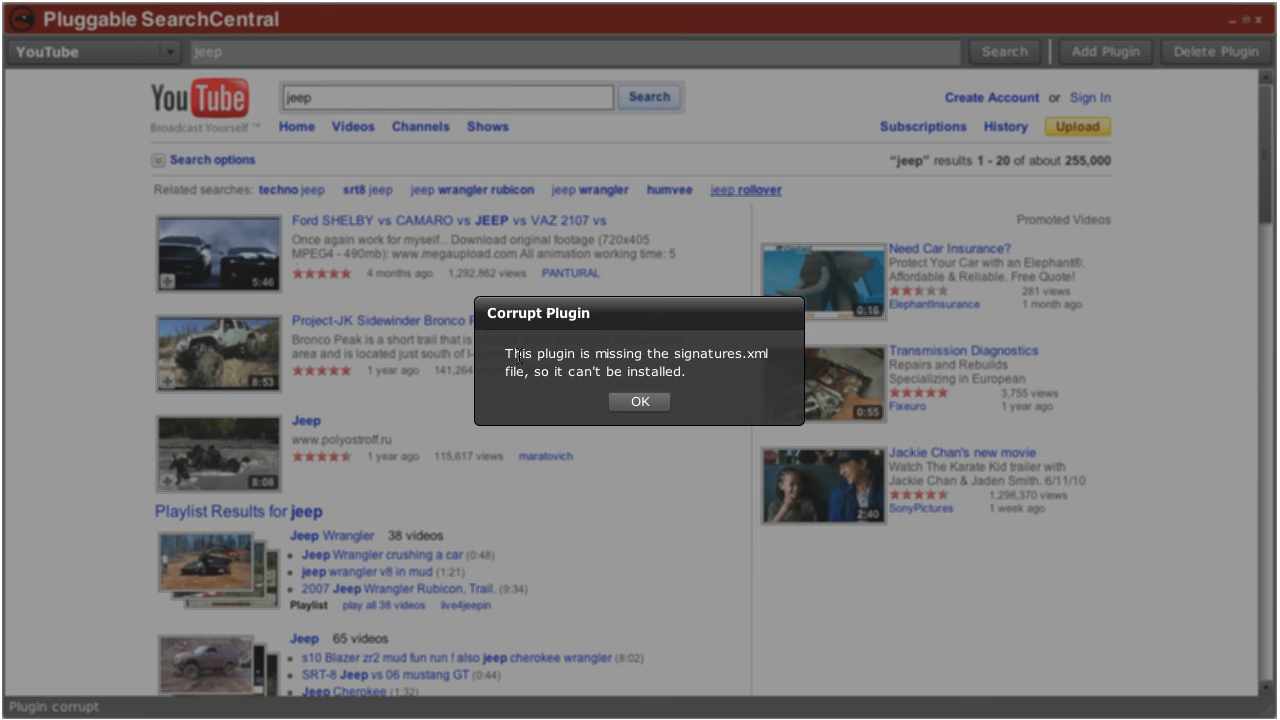 Pluggable SearchCentral
YouTube jeep Search Add Plugin Delete Plugin
YouTube
Broadcast Yourself™
jeep Search
Create Account or Sign In
Home Videos Channels Shows
Subscriptions History Upload
Search options
"jeep" results 1 - 20 of about 255,000
Related searches: techno jeep srt8 jeep jeep wrangler rubicon jeep wrangler humvee jeep rollover
Ford SHELBY vs CAMARO vs JEEP vs VAZ 2107 vs
Once again work for myself... Download original footage (720x405
MPEG4 - 490mb): www.megaupload.com All animation working time: 5
4 months ago 1,292,862 views PANTURAL
5:46
Project-JK Sidewinder Bronco
Bronco Peak is a short trail that is
area and is located just south of
1 year ago 141,264
8:53
Jeep
www.polyostroff.ru
1 year ago 115,617 views maratovich
8:08
Playlist Results for jeep
Jeep Wrangler 38 videos
Jeep Wrangler crushing a car (0:48)
jeep wrangler v8 in mud (1:21)
2007 Jeep Wrangler Rubicon, Trail. (9:34)
Playlist play all 38 videos live4jeepin
Jeep 65 videos
s10 Blazer zr2 mud fun run ! also jeep cherokee wrangler (8:02)
SRT-8 Jeep vs 06 mustang GT (0:44)
Jeep Cherokee (1:32)
Promoted Videos
Need Car Insurance?
Protect Your Car with an Elephant®.
Affordable & Reliable. Free Quote!
281 views
ElephantInsurance 1 month ago
0:16
Transmission Diagnostics
Repairs and Rebuilds
Specializing in European
3,755 views
Fixeuro 1 year ago
0:55
Jackie Chan's new movie
Watch The Karate Kid trailer with
Jackie Chan & Jaden Smith. 6/11/10
1,298,370 views
SonyPictures 1 week ago
2:40
Corrupt Plugin
This plugin is missing the signatures.xml
file, so it can't be installed.
OK
Plugin corrupt